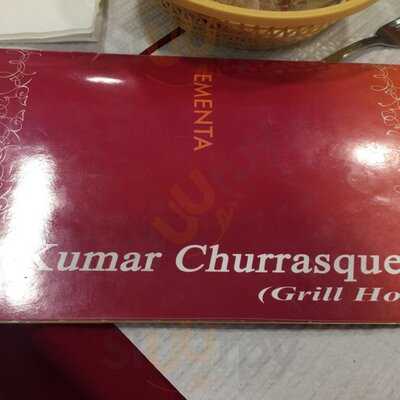 EMENTA
Kumar Churrasque
(Grill Ho